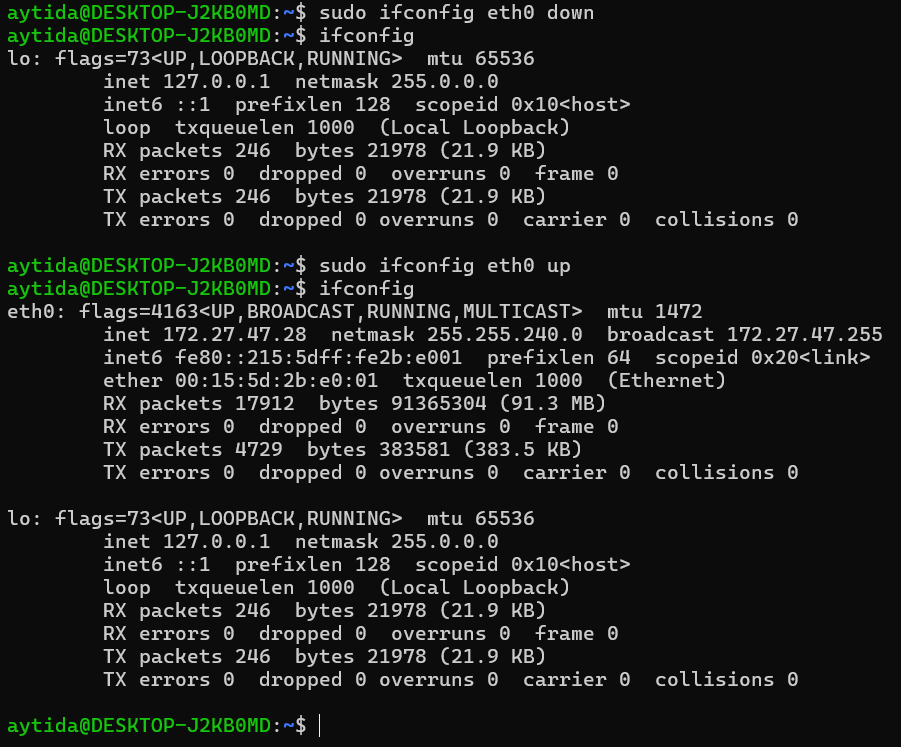 aytida@DESKTOP-J2KB0MD:~$ sudo ifconfig eth0 down
aytida@DESKTOP-J2KB0MD:~$ ifconfig
lo: flags=73<UP,LOOPBACK,RUNNING>  mtu 65536
        inet 127.0.0.1  netmask 255.0.0.0
        inet6 ::1  prefixlen 128  scopeid 0x10<host>
        loop  txqueuelen 1000  (Local Loopback)
        RX packets 246  bytes 21978 (21.9 KB)
        RX errors 0  dropped 0  overruns 0  frame 0
        TX packets 246  bytes 21978 (21.9 KB)
        TX errors 0  dropped 0 overruns 0  carrier 0  collisions 0

aytida@DESKTOP-J2KB0MD:~$ sudo ifconfig eth0 up
aytida@DESKTOP-J2KB0MD:~$ ifconfig
eth0: flags=4163<UP,BROADCAST,RUNNING,MULTICAST>  mtu 1472
        inet 172.27.47.28  netmask 255.255.240.0  broadcast 172.27.47.255
        inet6 fe80::215:5dff:fe2b:e001  prefixlen 64  scopeid 0x20<link>
        ether 00:15:5d:2b:e0:01  txqueuelen 1000  (Ethernet)
        RX packets 17912  bytes 91365304 (91.3 MB)
        RX errors 0  dropped 0  overruns 0  frame 0
        TX packets 4729  bytes 383581 (383.5 KB)
        TX errors 0  dropped 0 overruns 0  carrier 0  collisions 0

lo: flags=73<UP,LOOPBACK,RUNNING>  mtu 65536
        inet 127.0.0.1  netmask 255.0.0.0
        inet6 ::1  prefixlen 128  scopeid 0x10<host>
        loop  txqueuelen 1000  (Local Loopback)
        RX packets 246  bytes 21978 (21.9 KB)
        RX errors 0  dropped 0  overruns 0  frame 0
        TX packets 246  bytes 21978 (21.9 KB)
        TX errors 0  dropped 0 overruns 0  carrier 0  collisions 0

aytida@DESKTOP-J2KB0MD:~$